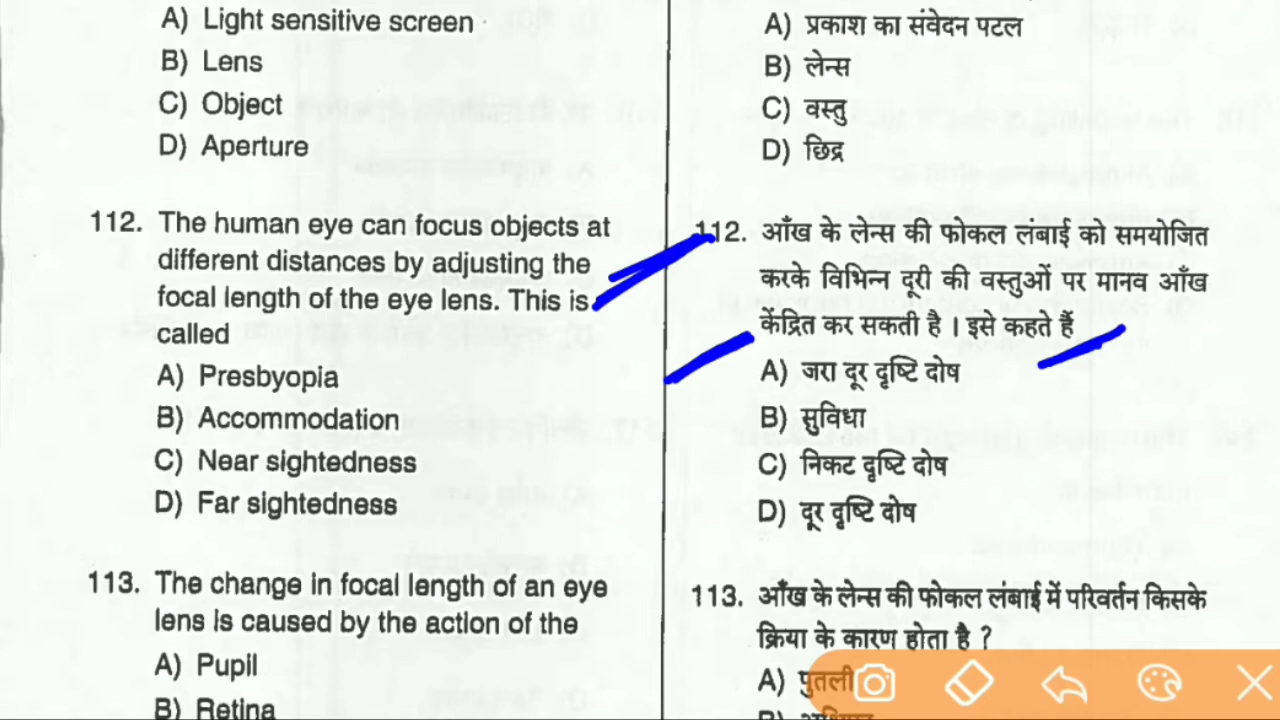 A) Light sensitive screen
B) Lens
C) Object
D) Aperture
112. The human eye can focus objects at
different distances by adjusting the
focal length of the eye lens. This is
called
A) Presbyopia
B) Accommodation
C) Near sightedness
D) Far sightedness
113. The change in focal length of an eye
lens is caused by the action of the
A) Pupil
B) Retina
A) प्रकाश का संवेदन पटल
B) लेन्स
C) वस्तु
D) छिद्र
112. आँख के लेन्स की फोकल लंबाई को समयोजित
करके विभिन्न दूरी की वस्तुओं पर मानव आँख
केंद्रित कर सकती है । इसे कहते हैं
A) जरा दूर दृष्टि दोष
B) सुविधा
C) निकट दृष्टि दोष
D) दूर दृष्टि दोष
113. आँख के लेन्स की फोकल लंबाई में परिवर्तन किसके
क्रिया के कारण होता है ?
A) पुतली